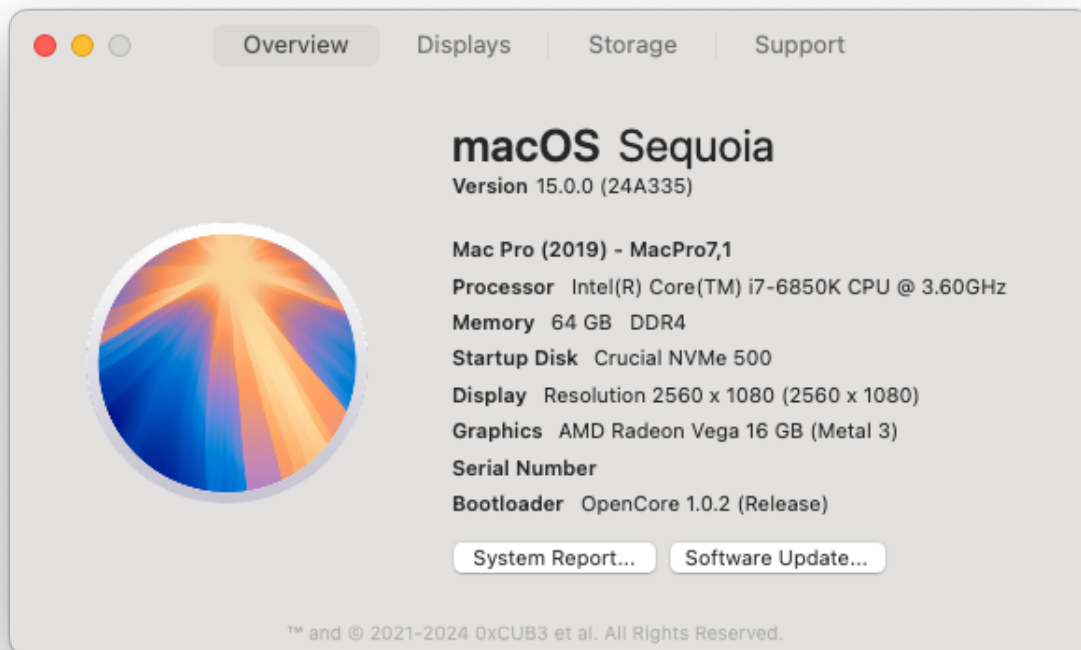 Overview Displays Storage Support
macOS Sequoia
Version 15.0.0 (24A335)
Mac Pro (2019) - MacPro7,1
Processor Intel(R) Core(TM) i7-6850K CPU @ 3.60GHz
Memory 64 GB DDR4
Startup Disk Crucial NVMe 500
Display Resolution 2560 x 1080 (2560 x 1080)
Graphics AMD Radeon Vega 16 GB (Metal 3)
Serial Number
Bootloader OpenCore 1.0.2 (Release)
System Report... Software Update...
™ and © 2021-2024 0xCUB3 et al. All Rights Reserved.